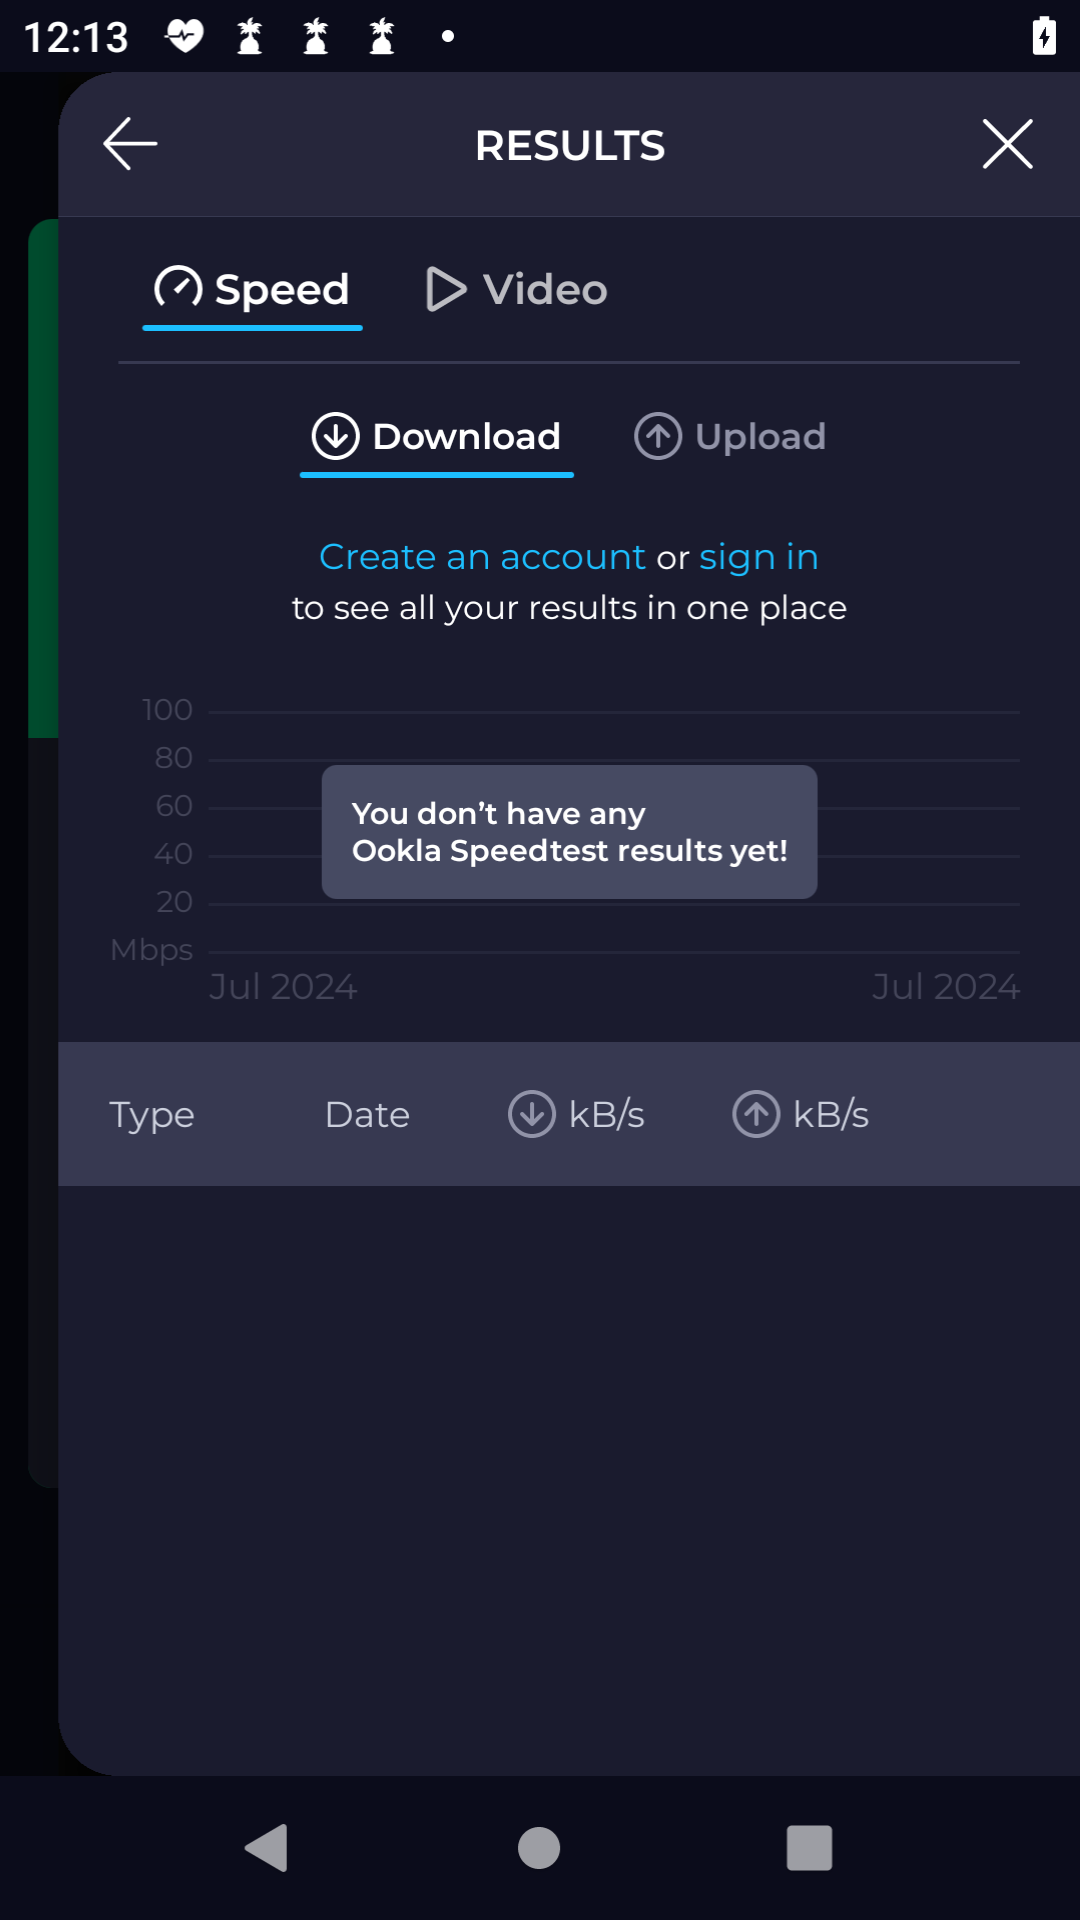 12:13
RESULTS
Speed
Video
Download
Upload
Create an account or sign in
to see all your results in one place
100
80
60
40
20
Mbps
You don’t have any
Ookla Speedtest results yet!
Jul 2024
Jul 2024
Type
Date
kB/s
kB/s